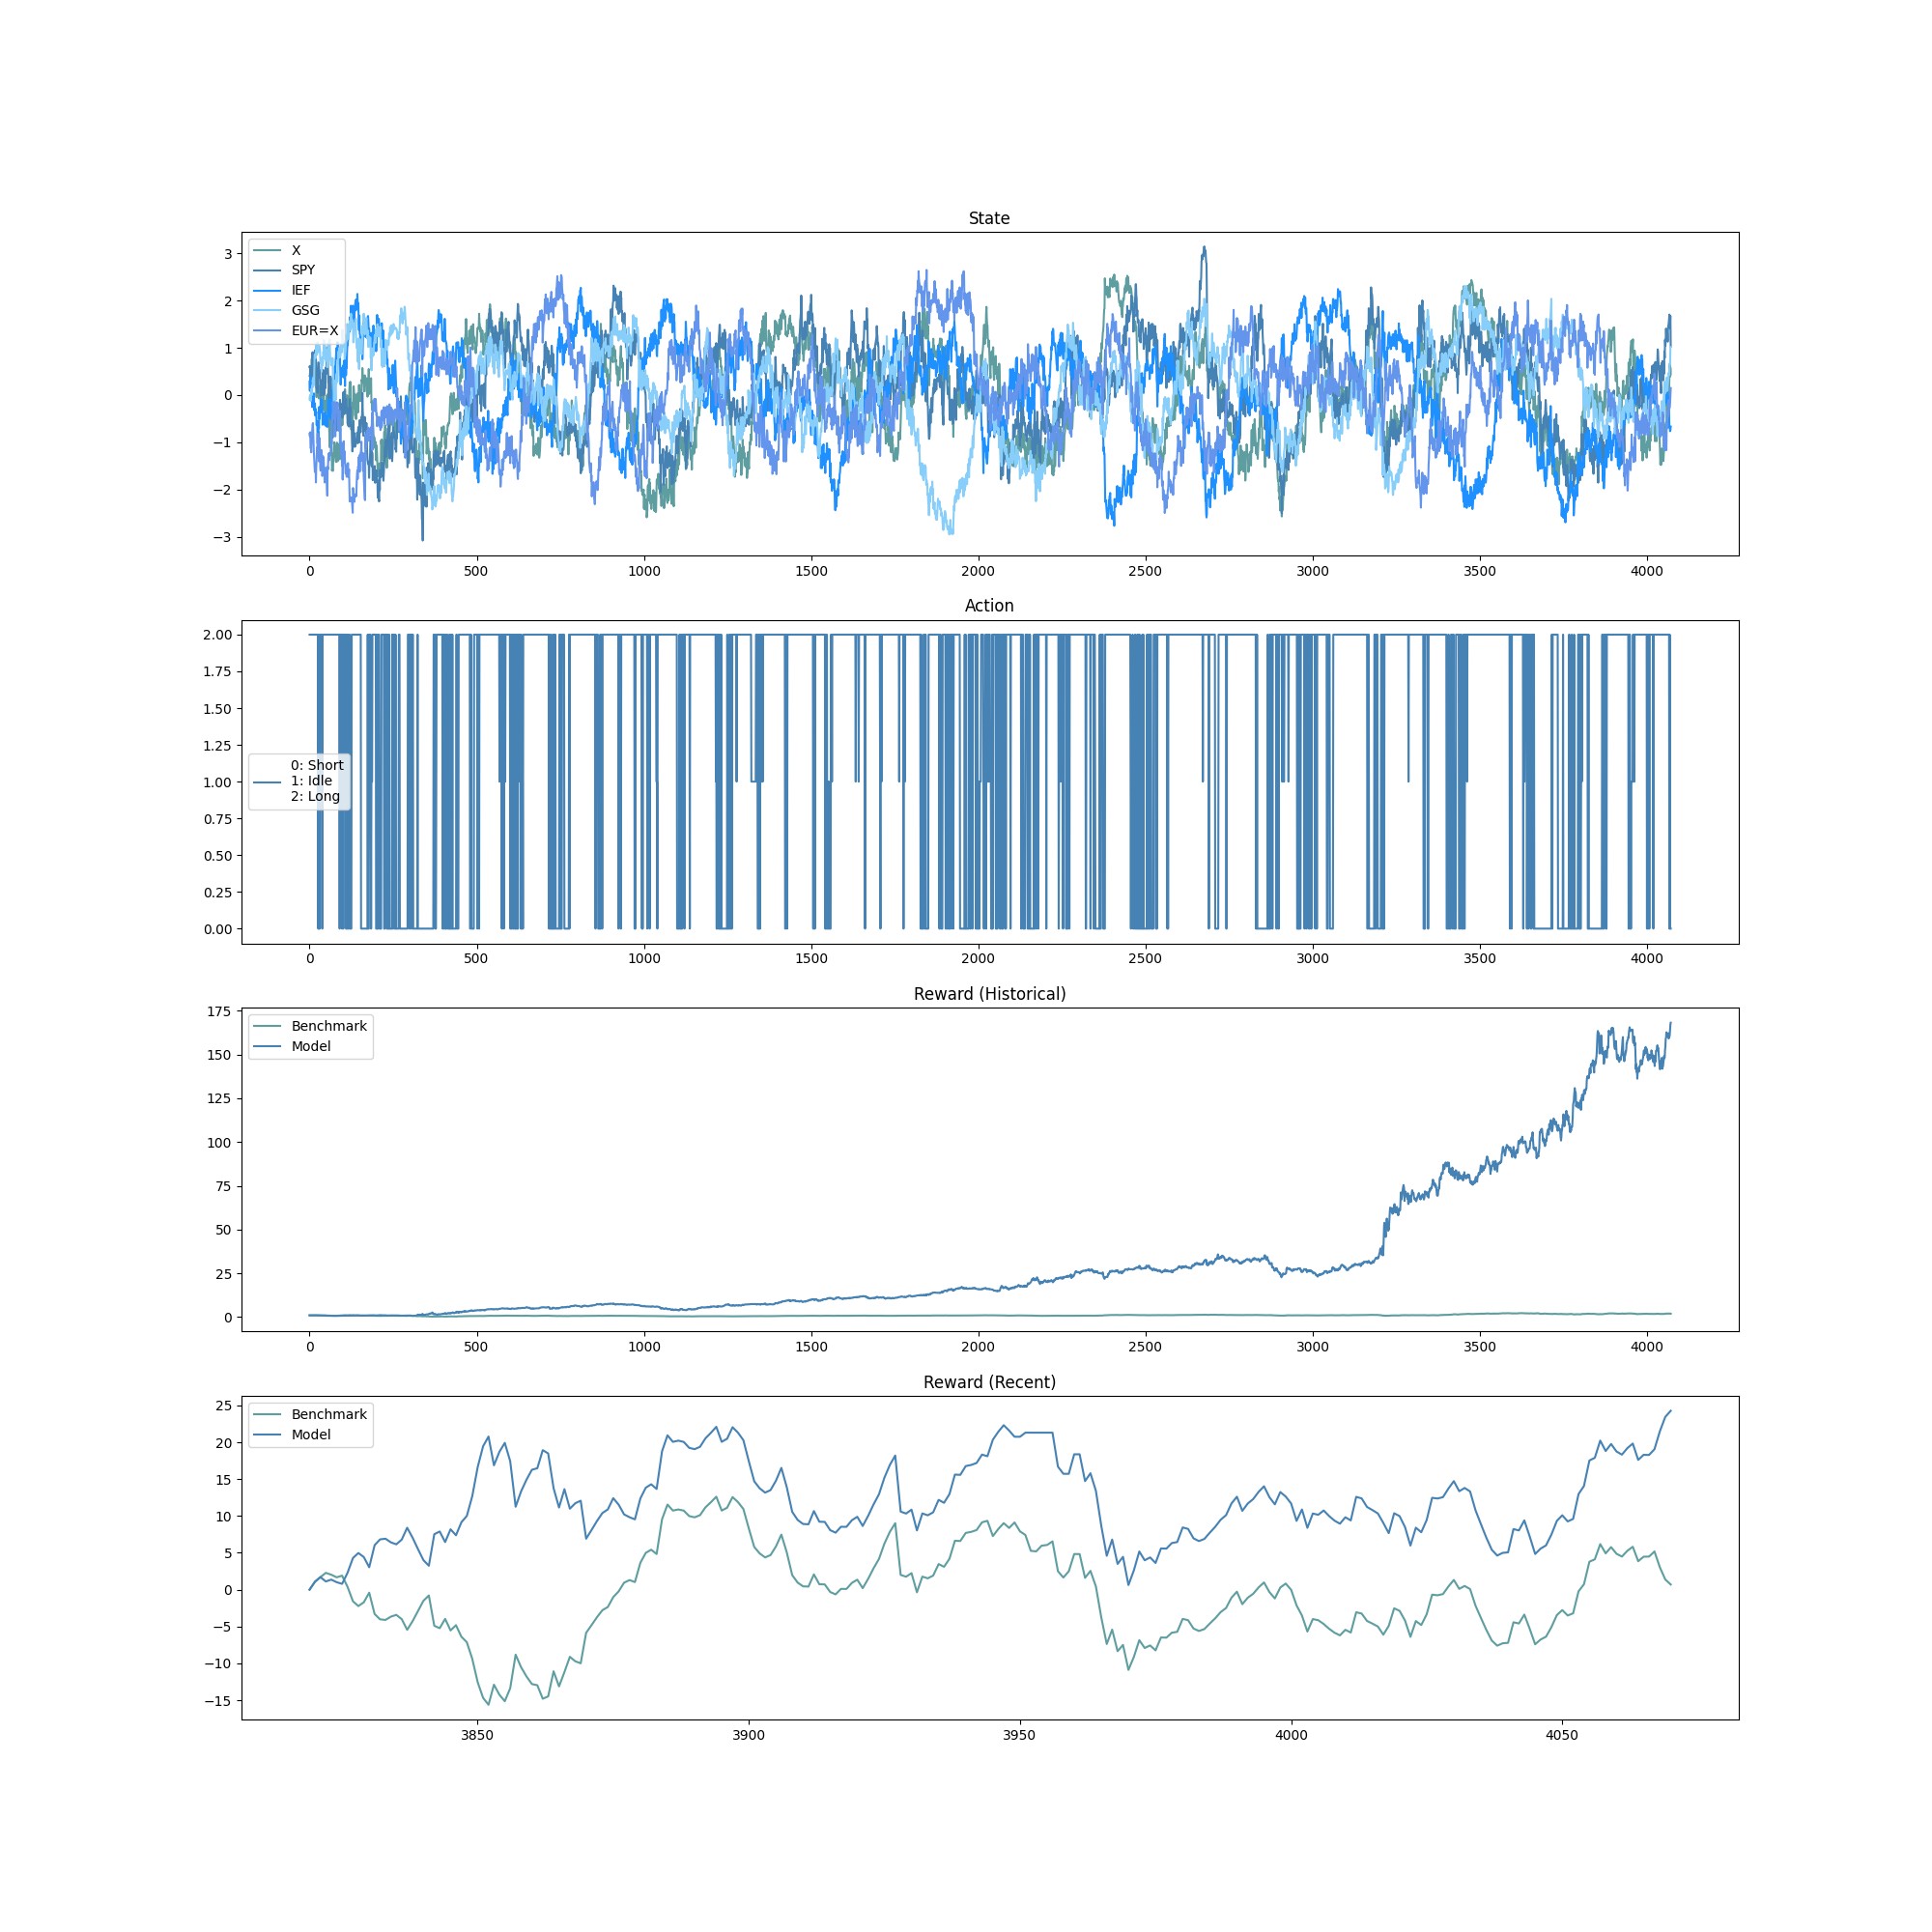 State
3
2
1
0
−1
−2
−3
X
SPY
IEF
GSG
EUR=X
0 500 1000 1500 2000 2500 3000 3500 4000
Action
2.00
1.75
1.50
1.25
1.00
0.75
0.50
0.25
0.00
0: Short
1: Idle
2: Long
0 500 1000 1500 2000 2500 3000 3500 4000
Reward (Historical)
175
150
125
100
75
50
25
0
Benchmark
Model
0 500 1000 1500 2000 2500 3000 3500 4000
Reward (Recent)
25
20
15
10
5
0
−5
−10
−15
Benchmark
Model
3850 3900 3950 4000 4050